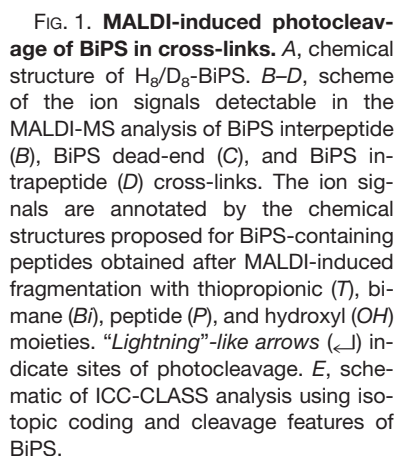 FIG. 1. MALDI-induced photocleav-
age of BiPS in cross-links. A, chemical
structure of H₈/D₈-BiPS. B–D, scheme
of the ion signals detectable in the
MALDI-MS analysis of BiPS interpeptide
(B), BiPS dead-end (C), and BiPS in-
trapeptide (D) cross-links. The ion sig-
nals are annotated by the chemical
structures proposed for BiPS-containing
peptides obtained after MALDI-induced
fragmentation with thiopropionic (T), bi-
mane (Bi), peptide (P), and hydroxyl (OH)
moieties. “Lightning”-like arrows (↵) in-
dicate sites of photocleavage. E, sche-
matic of ICC-CLASS analysis using iso-
topic coding and cleavage features of
BiPS.